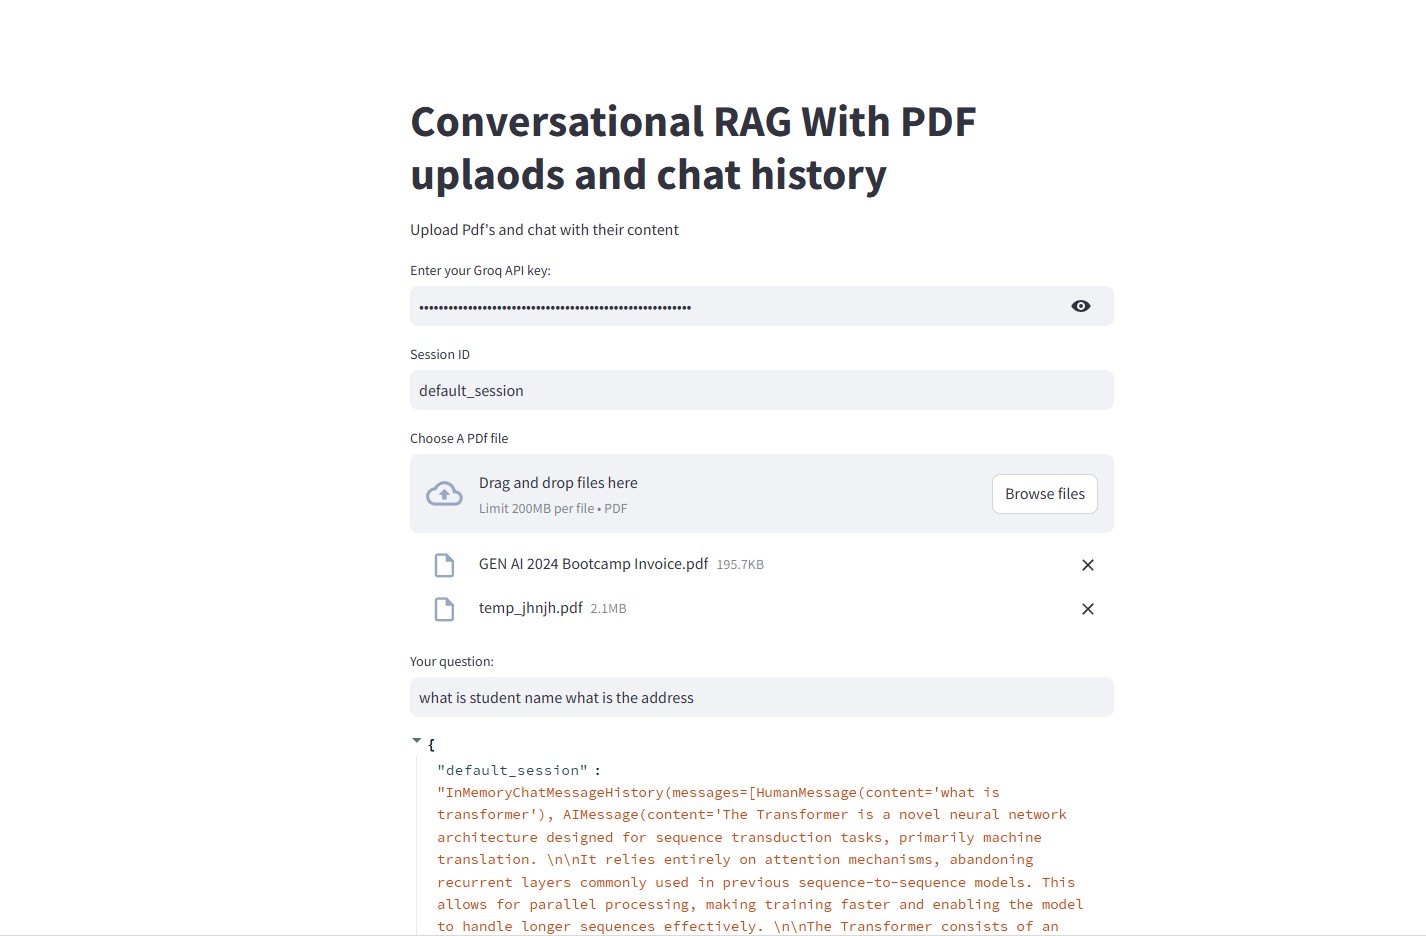 Conversational RAG With PDF
uplaods and chat history
Upload Pdf's and chat with their content
Enter your Groq API key:
Session ID
default_session
Choose A PDf file
Drag and drop files here
Limit 200MB per file • PDF
Browse files
GEN AI 2024 Bootcamp Invoice.pdf 195.7KB
temp_jhnjh.pdf 2.1MB
Your question:
what is student name what is the address
{
"default_session" :
"InMemoryChatMessageHistory(messages=[HumanMessage(content='what is
transformer'), AIMessage(content='The Transformer is a novel neural network
architecture designed for sequence transduction tasks, primarily machine
translation. \n\nIt relies entirely on attention mechanisms, abandoning
recurrent layers commonly used in previous sequence-to-sequence models. This
allows for parallel processing, making training faster and enabling the model
to handle longer sequences effectively. \n\nThe Transformer consists of an